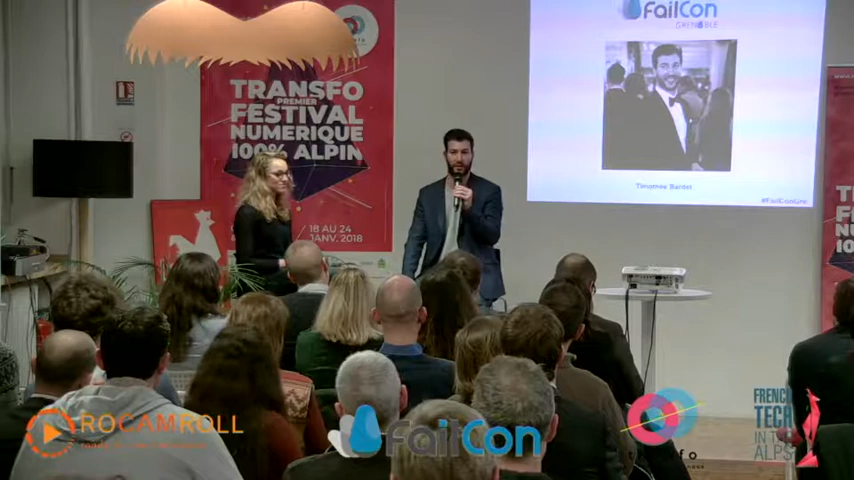 FailCon
GRENOBLE
Timothée Bardet
#FailConGre
TRANSFO
PREMIER
FESTIVAL
NUMÉRIQUE
100% ALPIN
18 AU 24
JANV. 2018
ROCAMROLL
FailCon
FRENCH
TECH
IN THE
ALPS